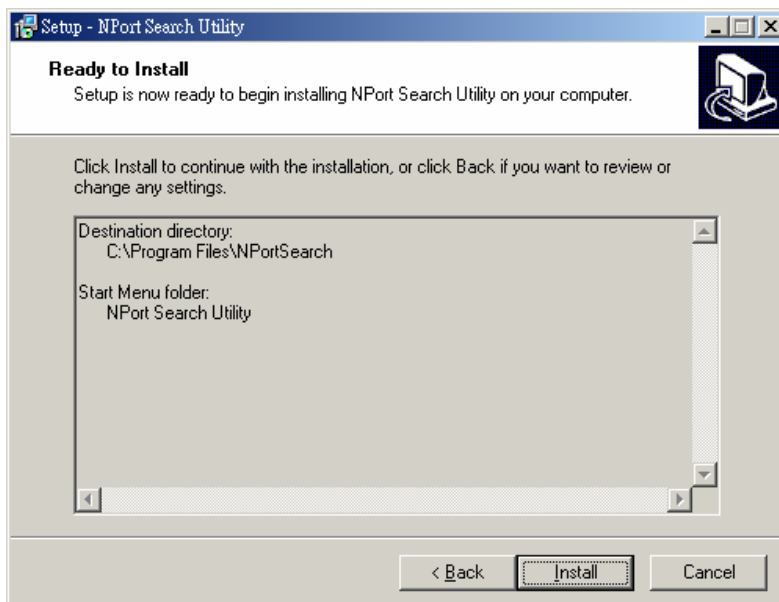 Setup - NPort Search Utility
Ready to Install
Setup is now ready to begin installing NPort Search Utility on your computer.
Click Install to continue with the installation, or click Back if you want to review or
change any settings.
Destination directory:
C:\Program Files\NPortSearch
Start Menu folder:
NPort Search Utility
< Back
Install
Cancel